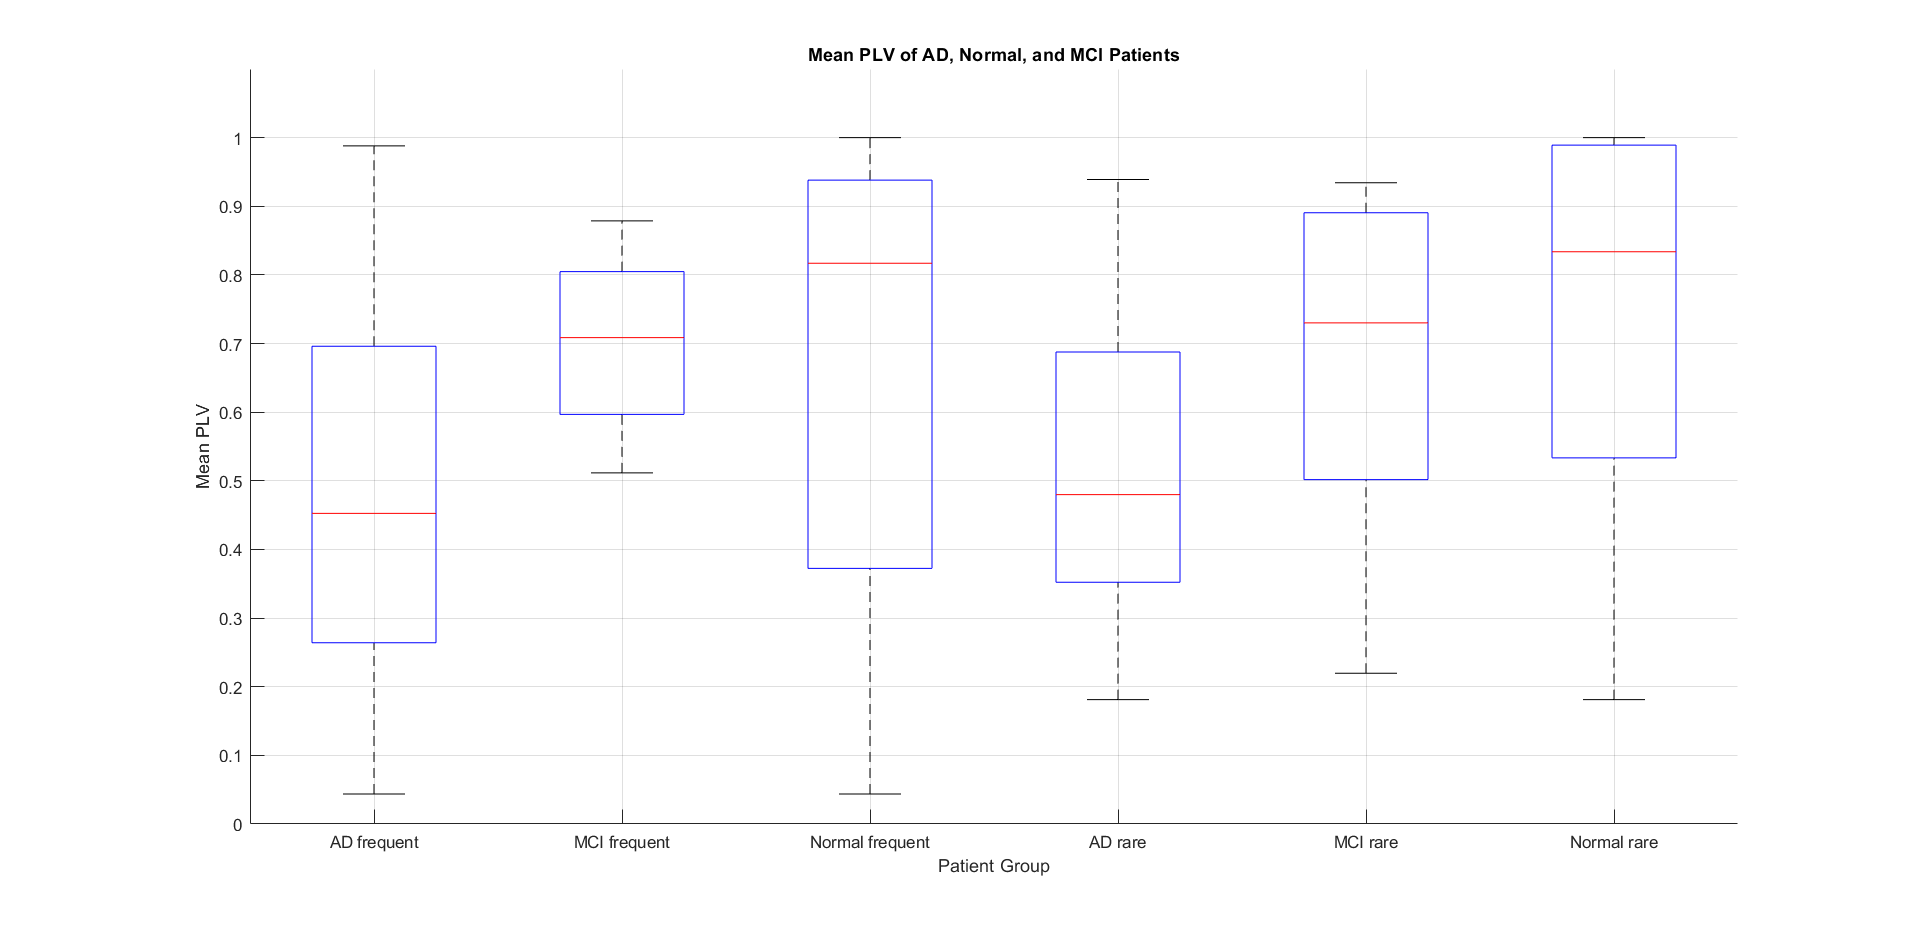 Mean PLV of AD, Normal, and MCI Patients
1
0.9
0.8
0.7
0.6
0.5
0.4
0.3
0.2
0.1
0
Mean PLV
AD frequent
MCI frequent
Normal frequent
AD rare
MCI rare
Normal rare
Patient Group